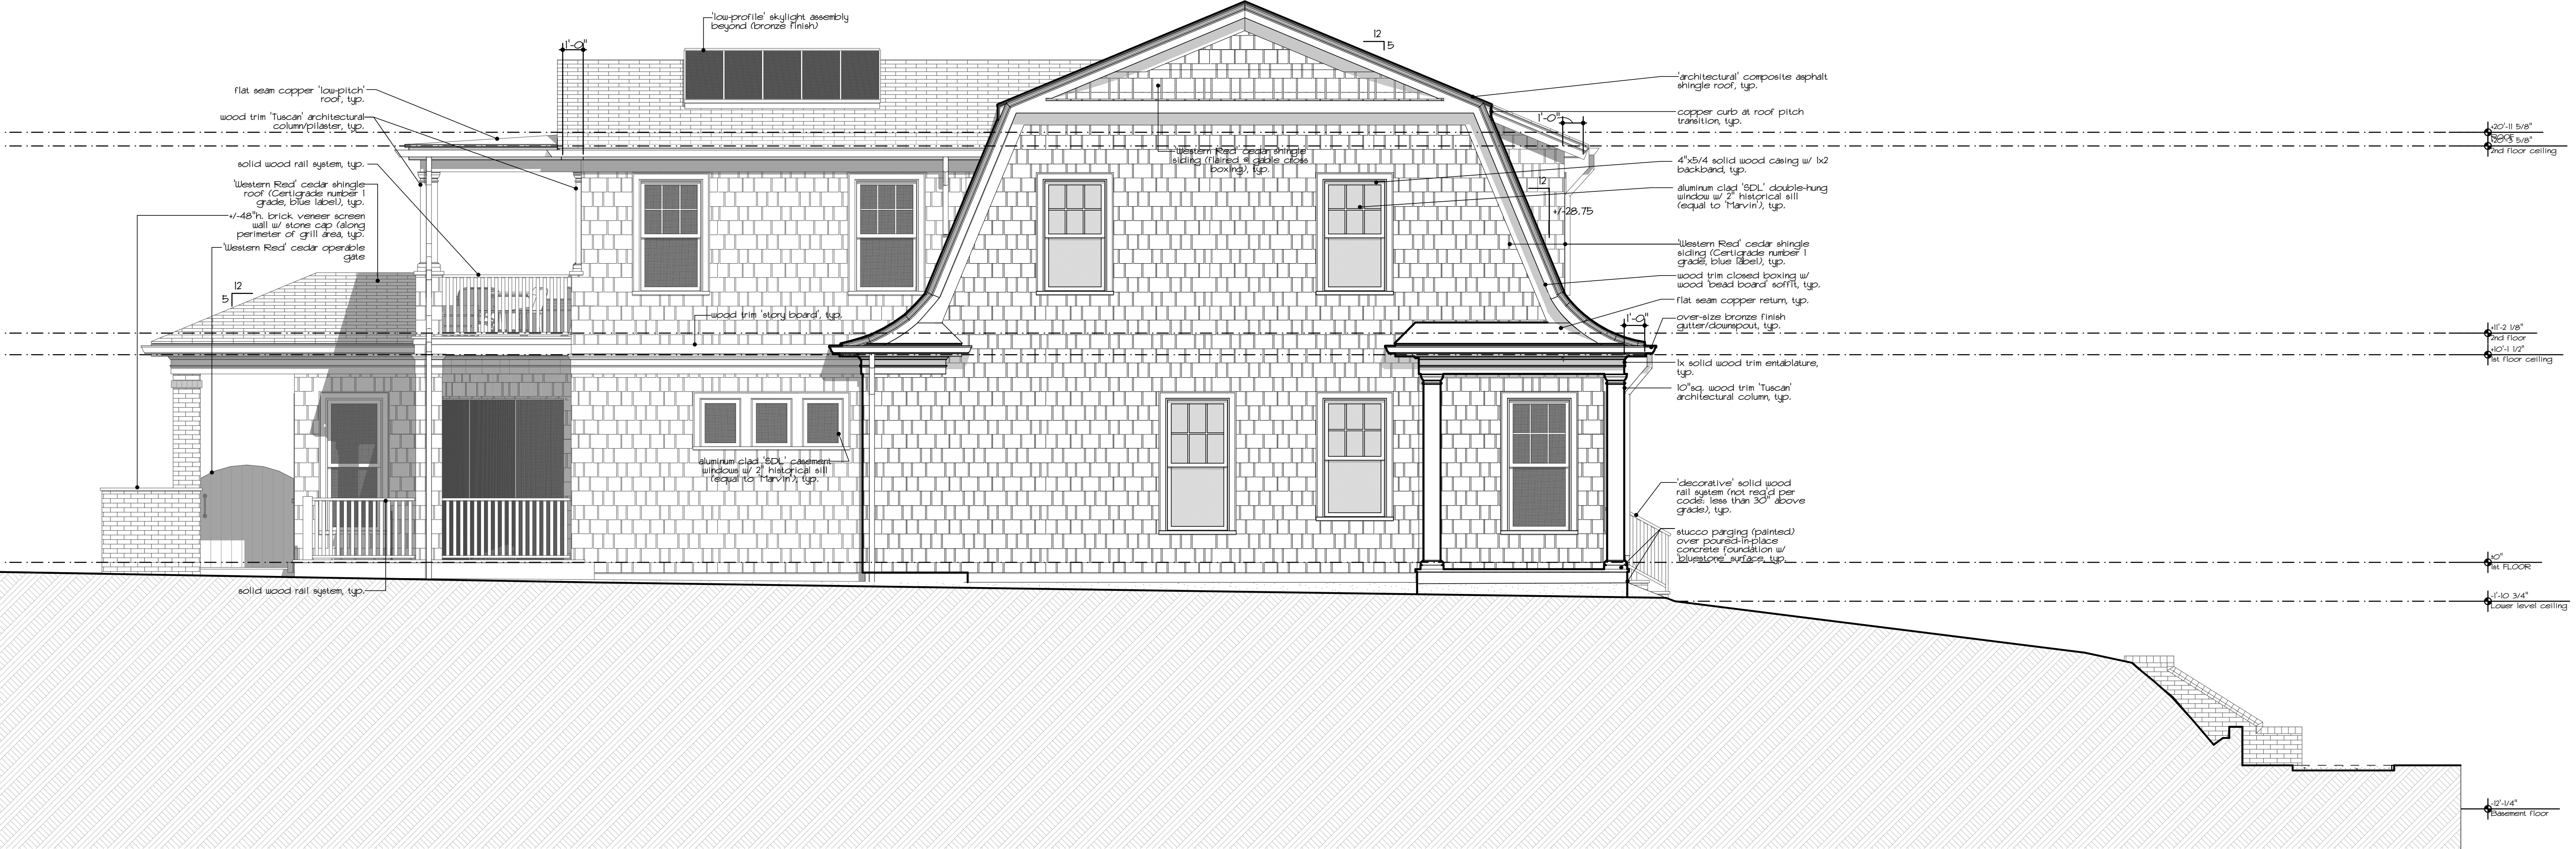 'low-profile' skylight assembly
beyond (bronze finish)
1'-0"
12
5
flat seam copper 'low-pitch'
roof, typ.
wood trim 'Tuscan' architectural
column/pilaster, typ.
solid wood rail system, typ.
'Western Red' cedar shingle
roof (Certigrade number 1
grade, blue label), typ.
+/-48"h. brick veneer screen
wall w/ stone cap (along
perimeter of grill area, typ.
'Western Red' cedar operable
gate
12
5
wood trim 'story board', typ.
aluminum clad 'SDL' casement
windows w/ 2" historical sill
(equal to 'Marvin'), typ.
solid wood rail system, typ.
'Western Red' cedar shingle
siding (flaired @ gable cross
boxing), typ.
'architectural' composite asphalt
shingle roof, typ.
copper curb at roof pitch
transition, typ.
1'-0"
4"x5/4 solid wood casing w/ 1x2
backband, typ.
12
+/-28.75
aluminum clad 'SDL' double-hung
window w/ 2" historical sill
(equal to 'Marvin'), typ.
'Western Red' cedar shingle
siding (Certigrade number 1
grade, blue label), typ.
wood trim closed boxing w/
wood 'bead board' soffit, typ.
flat seam copper return, typ.
1'-0"
over-size bronze finish
gutter/downspout, typ.
1x solid wood trim entablature,
typ.
10"sq. wood trim 'Tuscan'
architectural column, typ.
'decorative' solid wood
rail system (not req'd per
code: less than 30" above
grade), typ.
stucco parging (painted)
over poured-in-place
concrete foundation w/
'bluestone' surface, typ.
+20'-11 5/8"
ROOF
+20'-3 5/8"
2nd floor ceiling
+11'-2 1/8"
2nd floor
+10'-1 1/2"
1st floor ceiling
±0"
1st FLOOR
-1'-10 3/4"
Lower level ceiling
-12'-1/4"
Basement floor